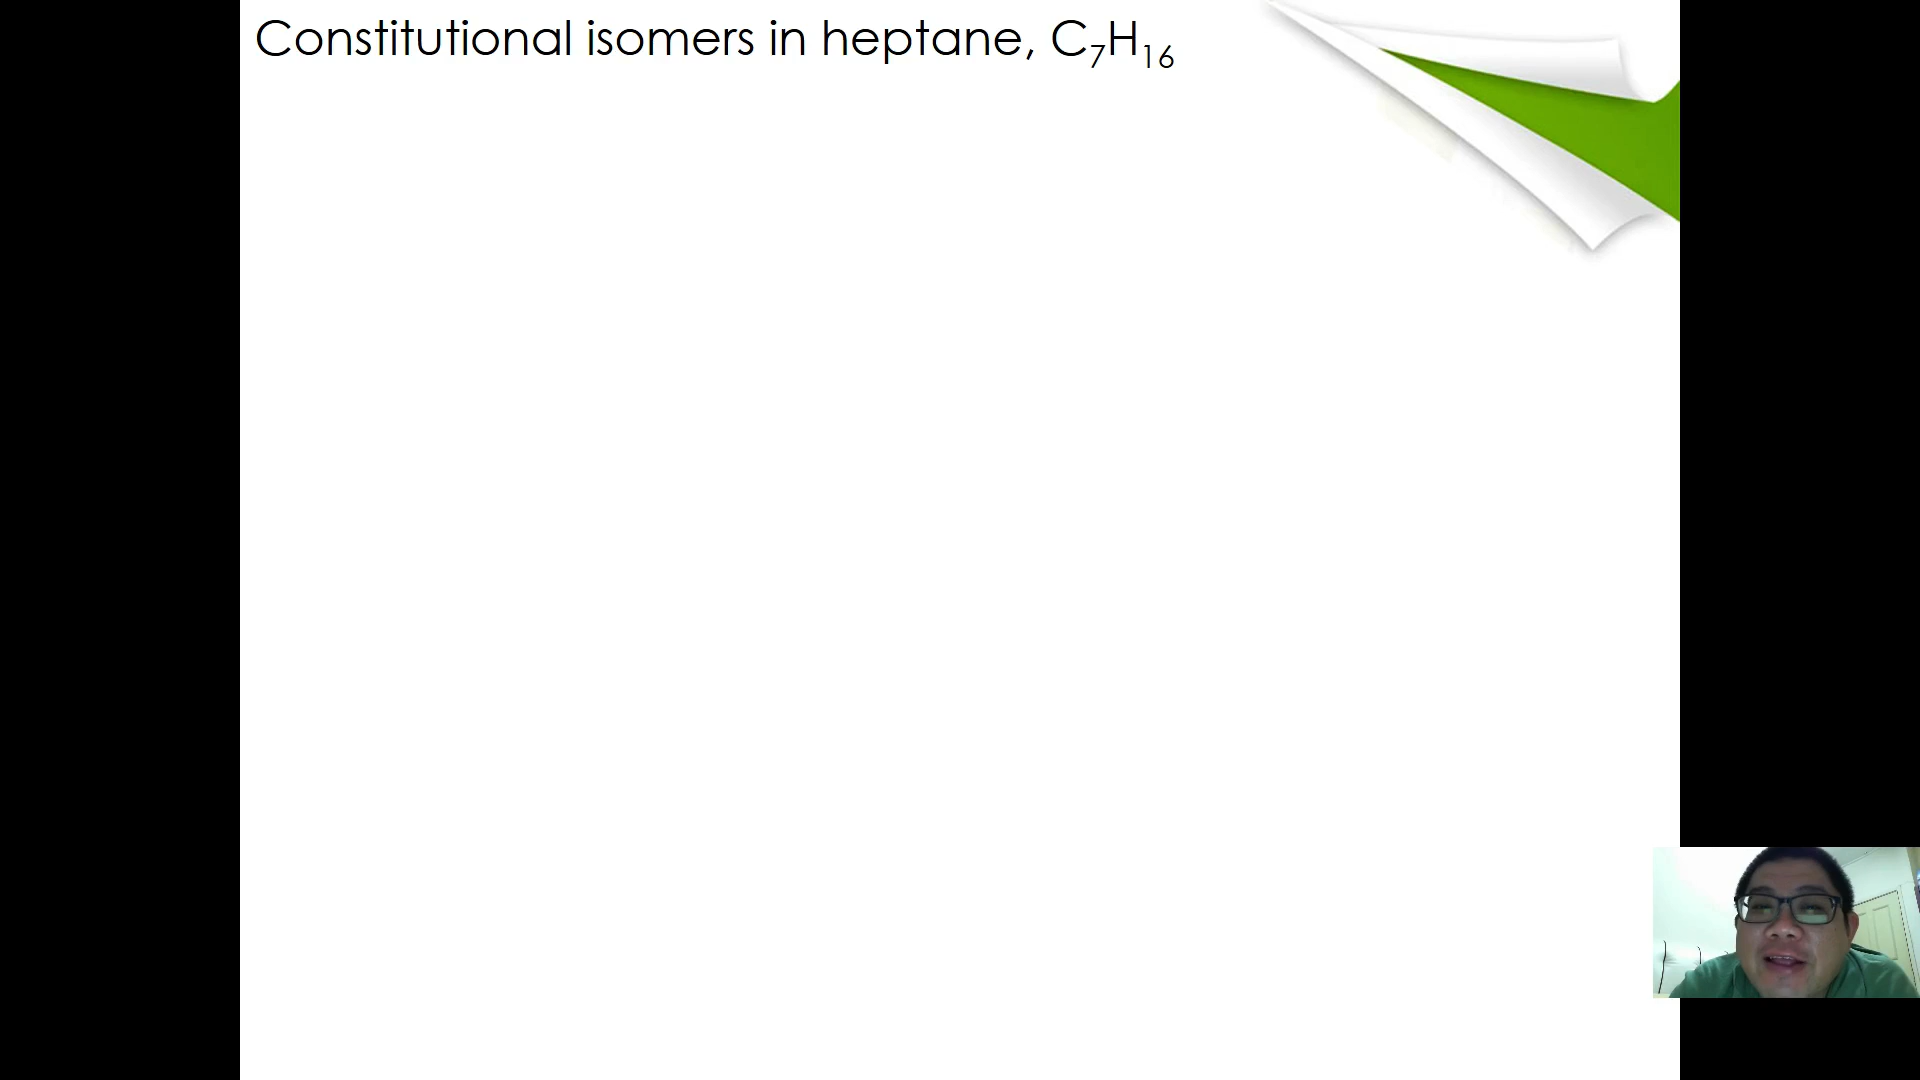 Constitutional isomers in heptane, C₇H₁₆